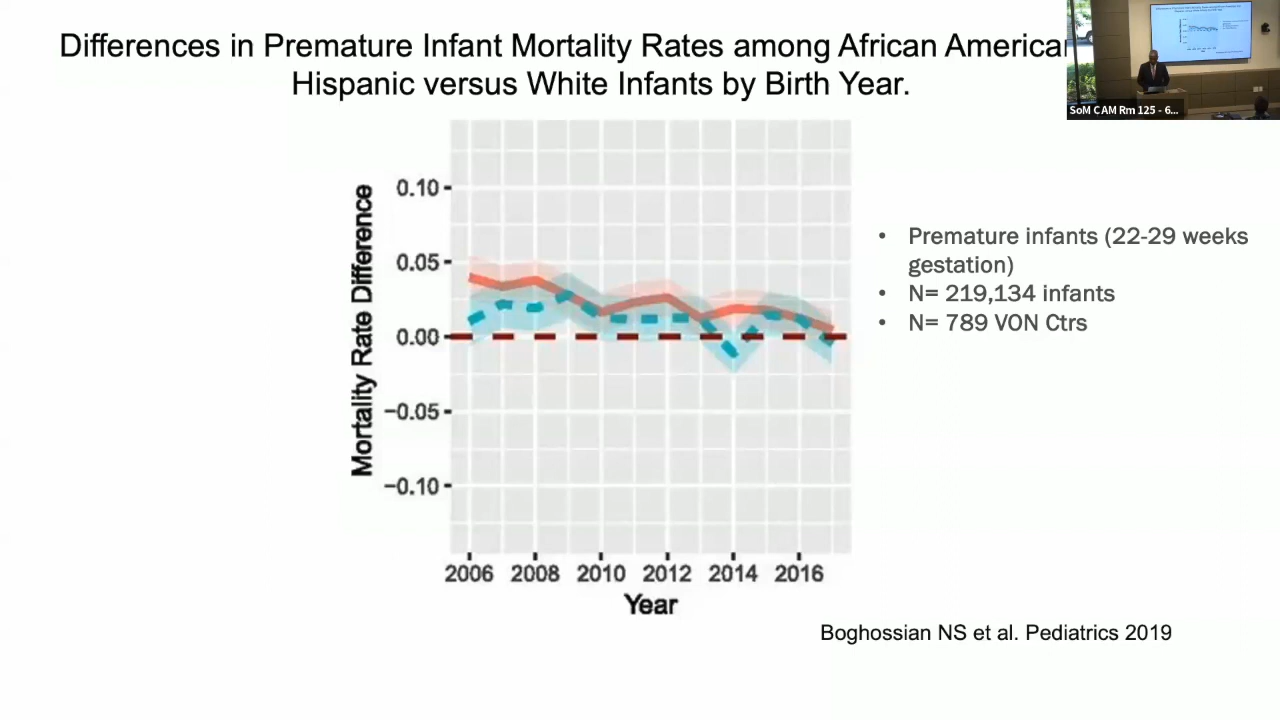 Differences in Premature Infant Mortality Rates among African America
Hispanic versus White Infants by Birth Year.
SoM CAM Rm 125 - 6...
Mortality Rate Difference
0.10
0.05
0.00
−0.05
−0.10
2006 2008 2010 2012 2014 2016
Year
• Premature infants (22-29 weeks
gestation)
• N= 219,134 infants
• N= 789 VON Ctrs
Boghossian NS et al. Pediatrics 2019